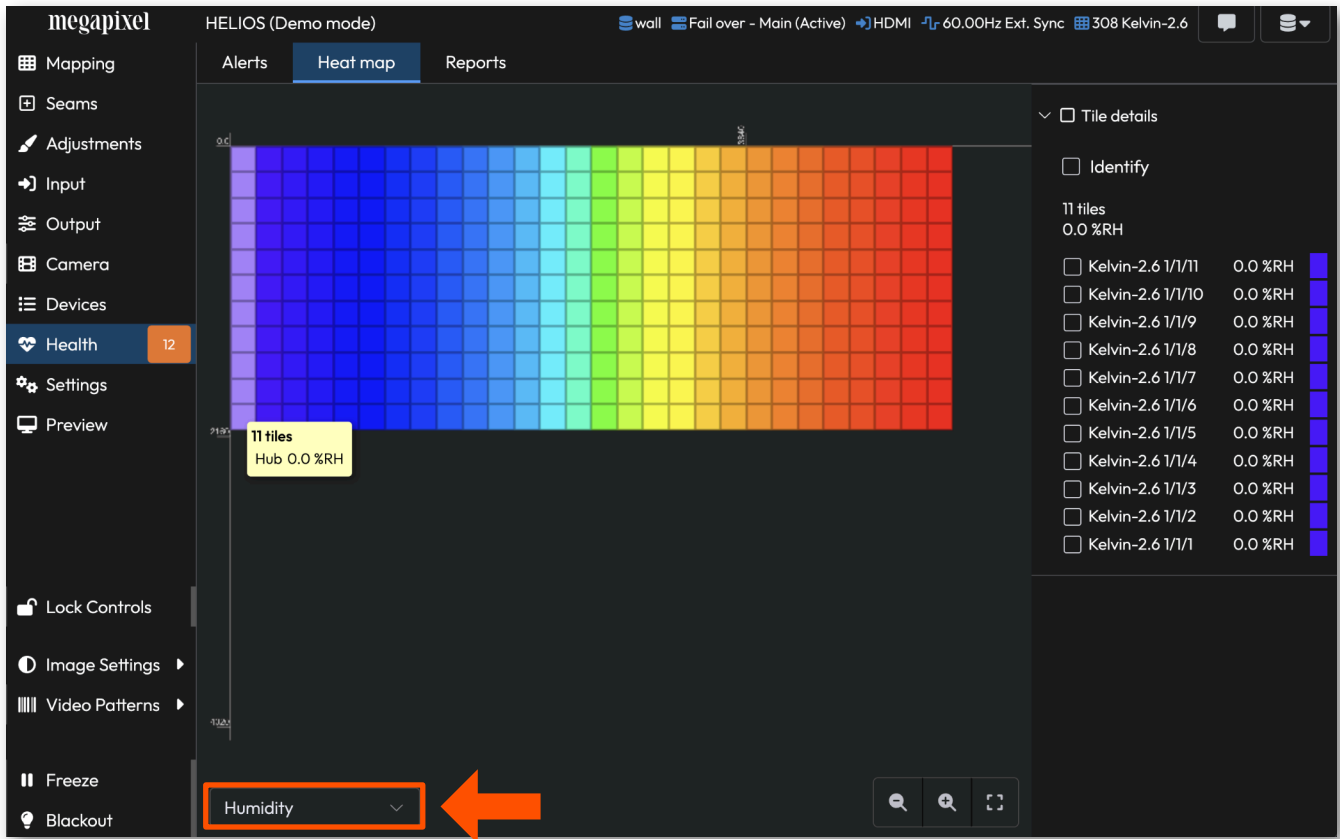 megapixel
HELIOS (Demo mode)
wall Fail over - Main (Active) HDMI 60.00Hz Ext. Sync 308 Kelvin-2.6
Mapping
Seams
Adjustments
Input
Output
Camera
Devices
Health 12
Settings
Preview
Lock Controls
Image Settings
Video Patterns
Freeze
Blackout
Alerts Heat map Reports
0.0
3840
2160
4320
11 tiles
Hub 0.0 %RH
Humidity
Tile details
Identify
11 tiles
0.0 %RH
Kelvin-2.6 1/1/11 0.0 %RH
Kelvin-2.6 1/1/10 0.0 %RH
Kelvin-2.6 1/1/9 0.0 %RH
Kelvin-2.6 1/1/8 0.0 %RH
Kelvin-2.6 1/1/7 0.0 %RH
Kelvin-2.6 1/1/6 0.0 %RH
Kelvin-2.6 1/1/5 0.0 %RH
Kelvin-2.6 1/1/4 0.0 %RH
Kelvin-2.6 1/1/3 0.0 %RH
Kelvin-2.6 1/1/2 0.0 %RH
Kelvin-2.6 1/1/1 0.0 %RH